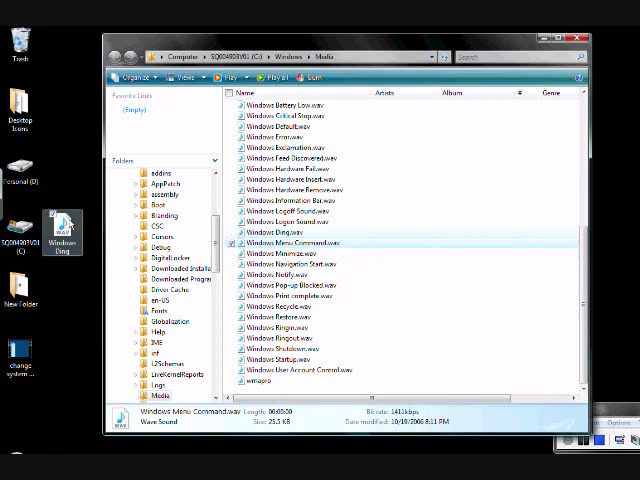 Trash
Desktop
Icons
Personal (D)
SQ004903V01
(C)
Windows
Ding
New Folder
change
system ...
Computer
SQ004903V01 (C:)
Windows
Media
Search
Organize
Views
Play
Play all
Burn
Favorite Links
(Empty)
Folders
addins
AppPatch
assembly
Boot
Branding
CSC
Cursors
Debug
DigitalLocker
Downloaded Installa
Downloaded Program
Driver Cache
en-US
Fonts
Globalization
Help
IME
inf
L2Schemas
LiveKernelReports
Logs
Media
Name
Artists
Album
#
Genre
Windows Battery Low.wav
Windows Critical Stop.wav
Windows Default.wav
Windows Error.wav
Windows Exclamation.wav
Windows Feed Discovered.wav
Windows Hardware Fail.wav
Windows Hardware Insert.wav
Windows Hardware Remove.wav
Windows Information Bar.wav
Windows Logoff Sound.wav
Windows Logon Sound.wav
Windows Ding.wav
Windows Menu Command.wav
Windows Minimize.wav
Windows Navigation Start.wav
Windows Notify.wav
Windows Pop-up Blocked.wav
Windows Print complete.wav
Windows Recycle.wav
Windows Restore.wav
Windows Ringin.wav
Windows Ringout.wav
Windows Shutdown.wav
Windows Startup.wav
Windows User Account Control.wav
wmapro
WAV
Windows Menu Command.wav
Length: 00:00:00
Bit rate: 1411kbps
Wave Sound
Size: 25.5 KB
Date modified: 10/19/2006 8:11 PM
Options